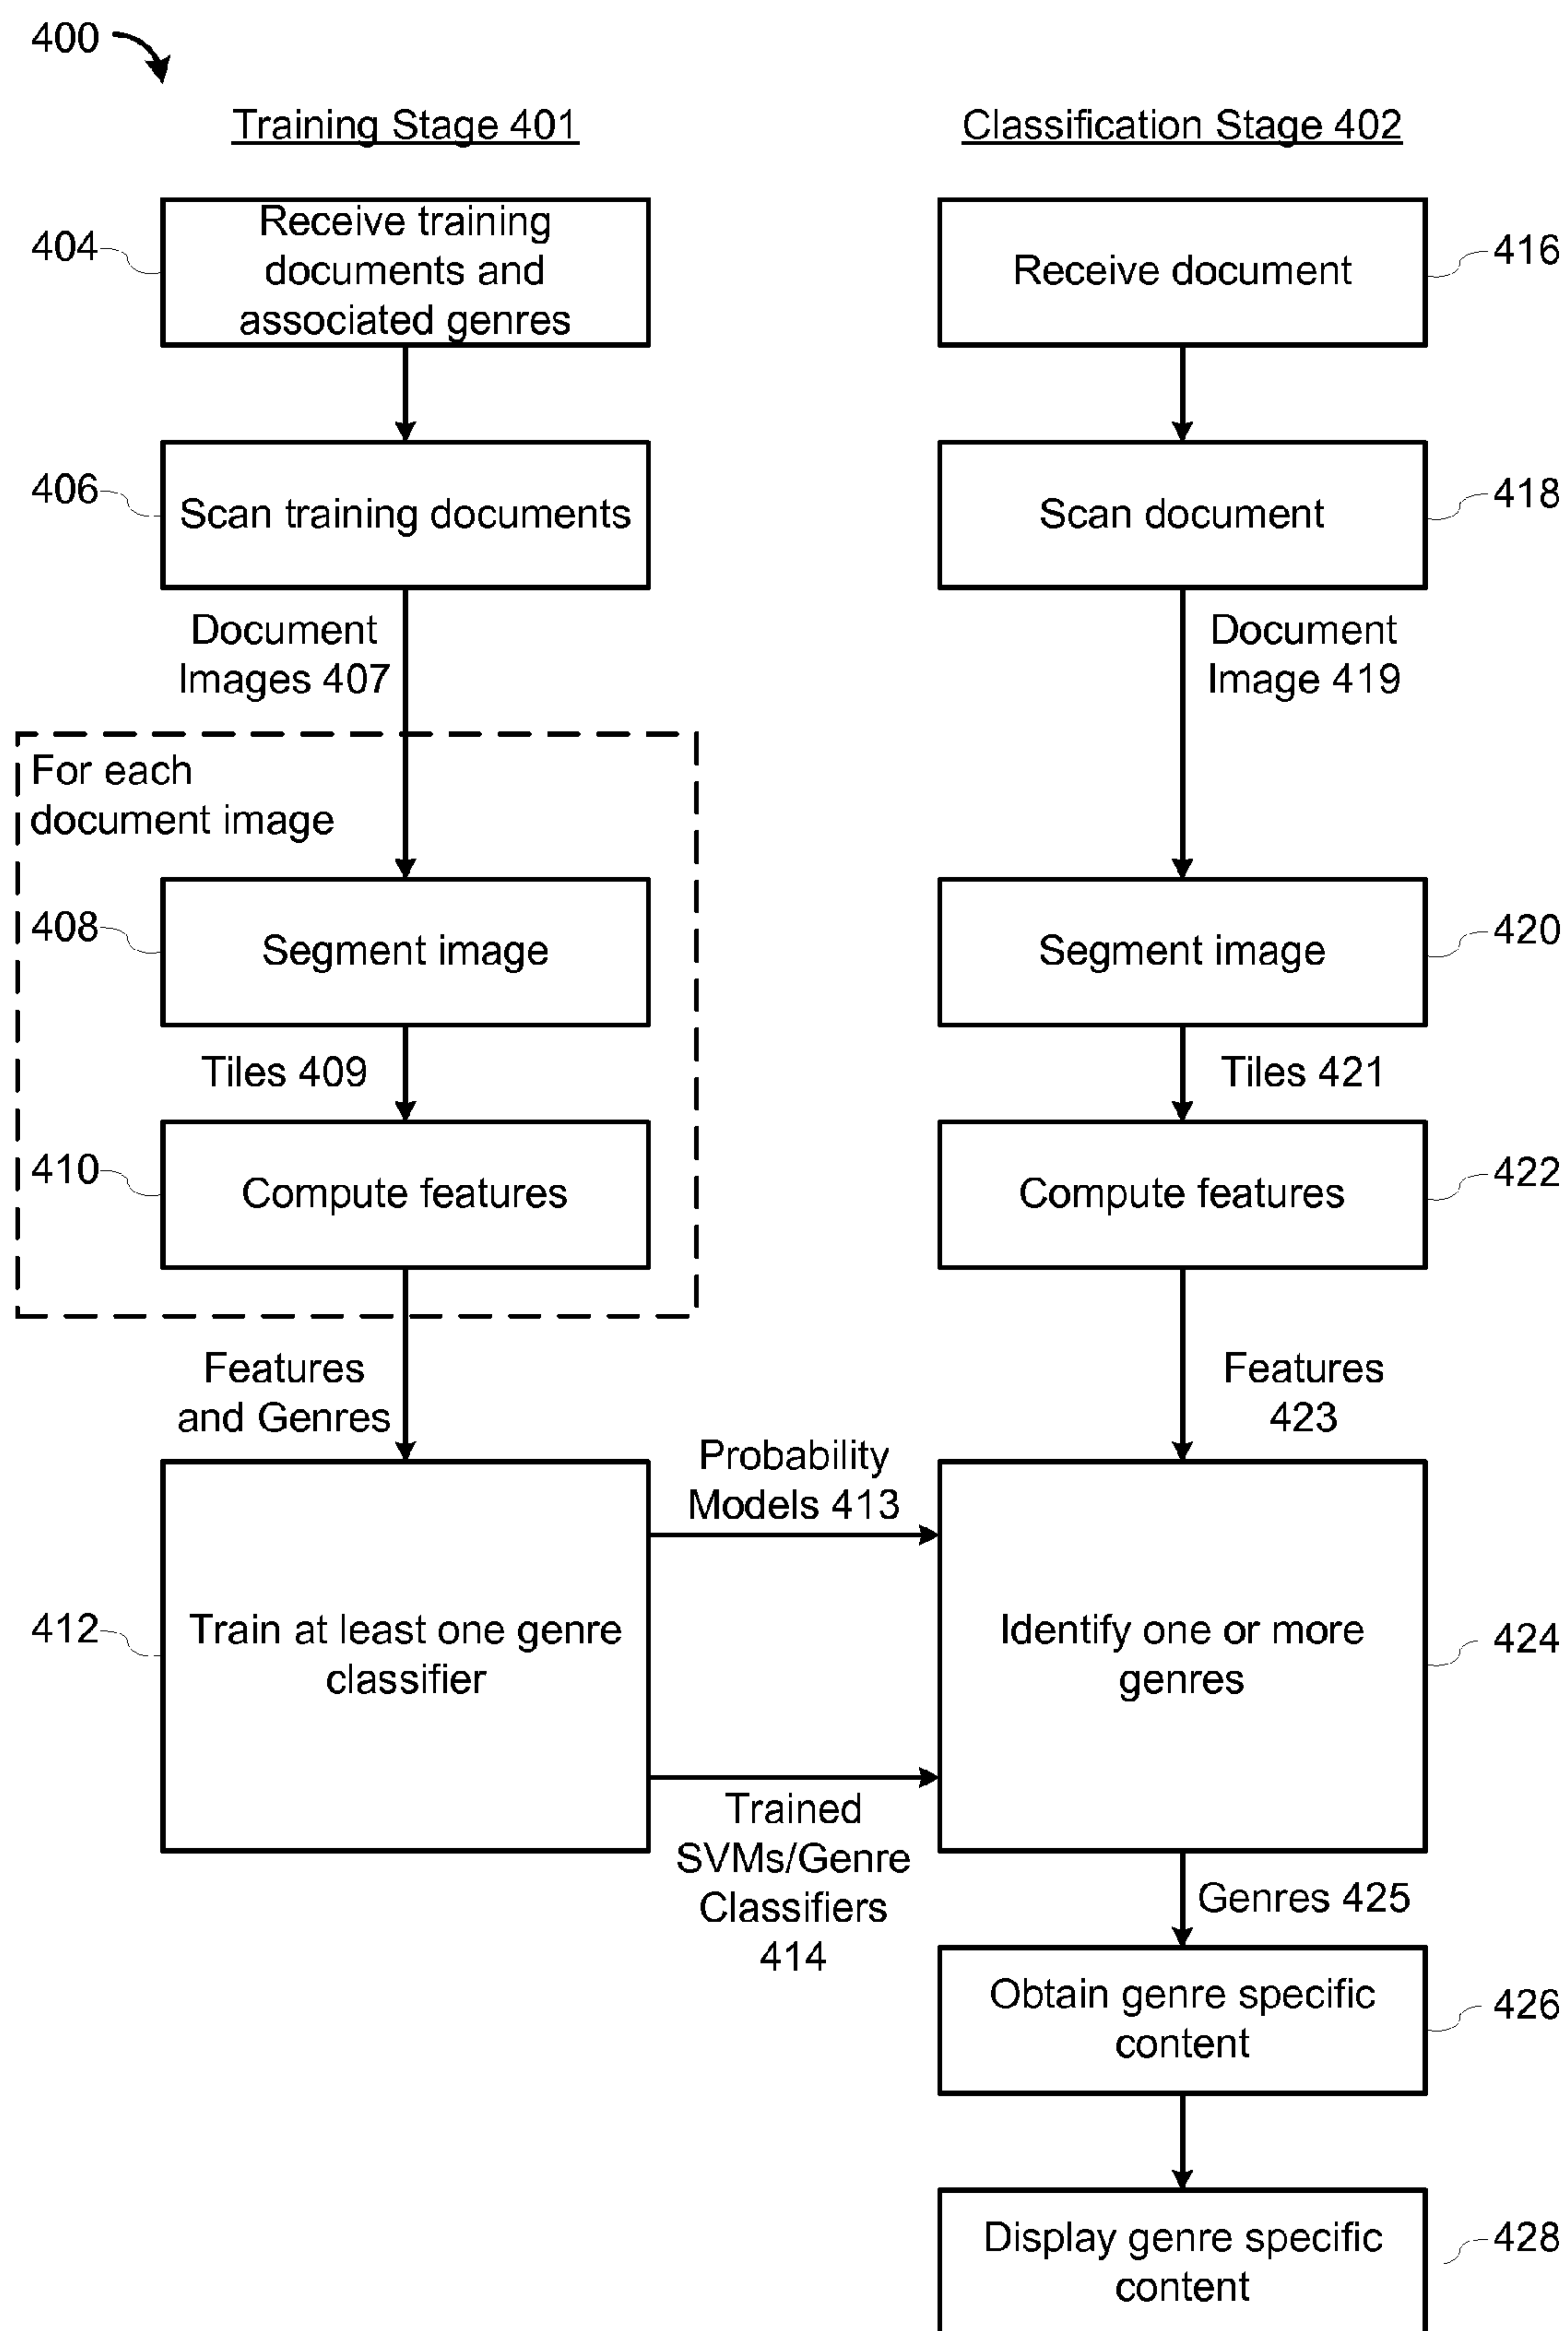 400
Training Stage 401
Classification Stage 402
404
Receive training
documents and
associated genres
Receive document
416
406
Scan training documents
Scan document
418
Document
Images 407
Document
Image 419
For each
document image
408
Segment image
Segment image
420
Tiles 409
Tiles 421
410
Compute features
Compute features
422
Features
and Genres
Features
423
Probability
Models 413
412
Train at least one genre
classifier
Identify one or more
genres
424
Trained
SVMs/Genre
Classifiers
414
Genres 425
Obtain genre specific
content
426
Display genre specific
content
428